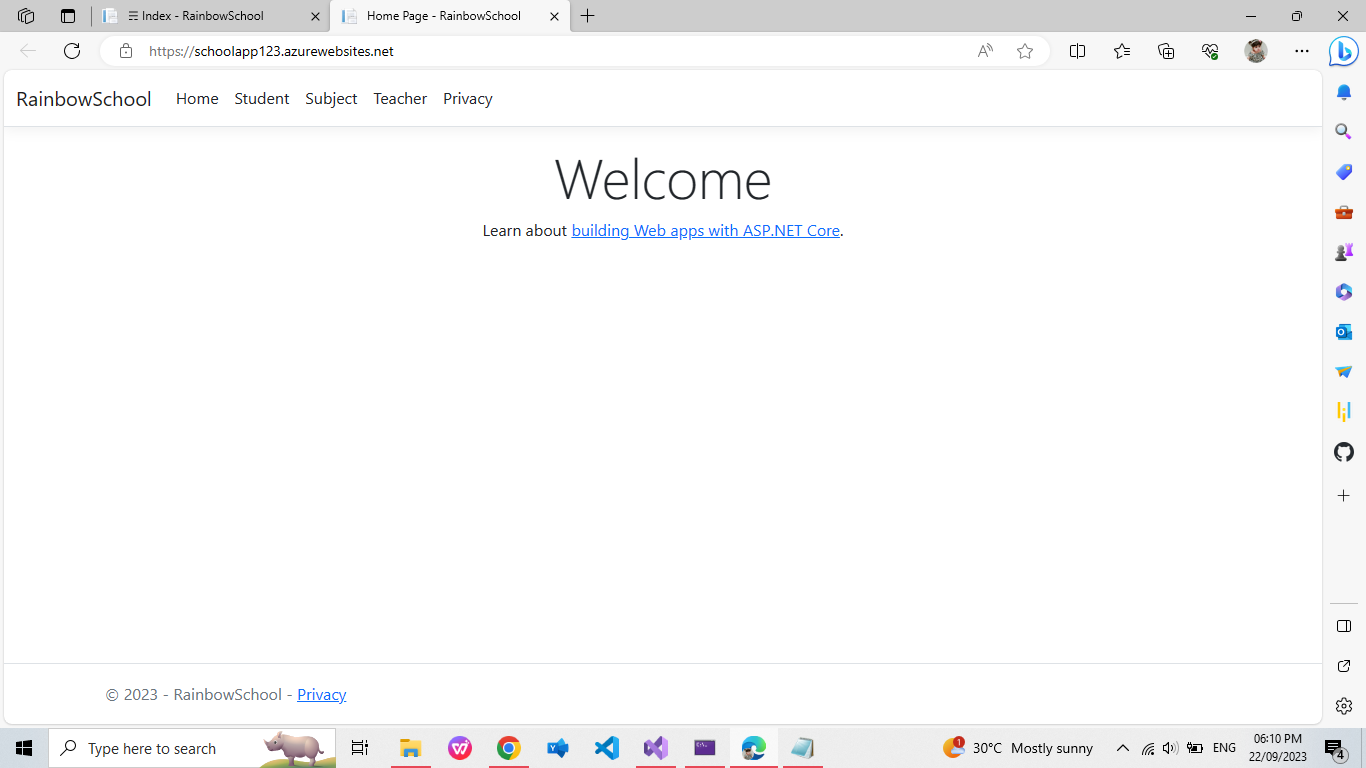 Index - RainbowSchool
Home Page - RainbowSchool
https://schoolapp123.azurewebsites.net
RainbowSchool Home Student Subject Teacher Privacy
Welcome
Learn about building Web apps with ASP.NET Core.
© 2023 - RainbowSchool - Privacy
Type here to search
1
30°C Mostly sunny
ENG
06:10 PM
22/09/2023
4